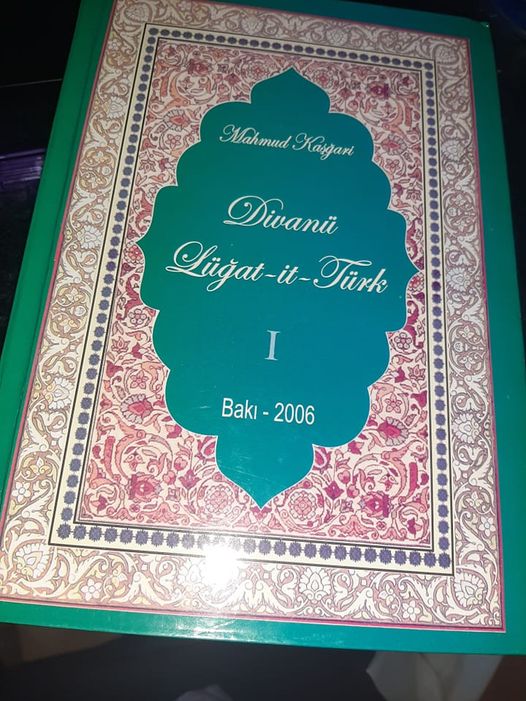 Mahmud Kaşğari
Divanü
Lüğat-it-Türk
I
Bakı - 2006